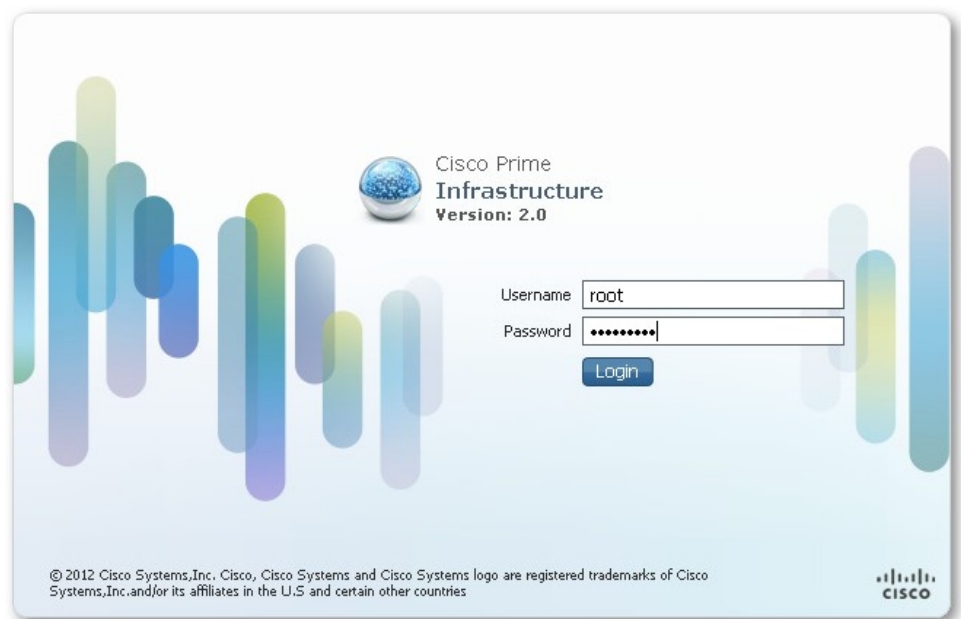 Cisco Prime
Infrastructure
Version: 2.0
Username root
Password •••••••••
Login
© 2012 Cisco Systems,Inc. Cisco, Cisco Systems and Cisco Systems logo are registered trademarks of Cisco
Systems,Inc.and/or its affiliates in the U.S and certain other countries
CISCO